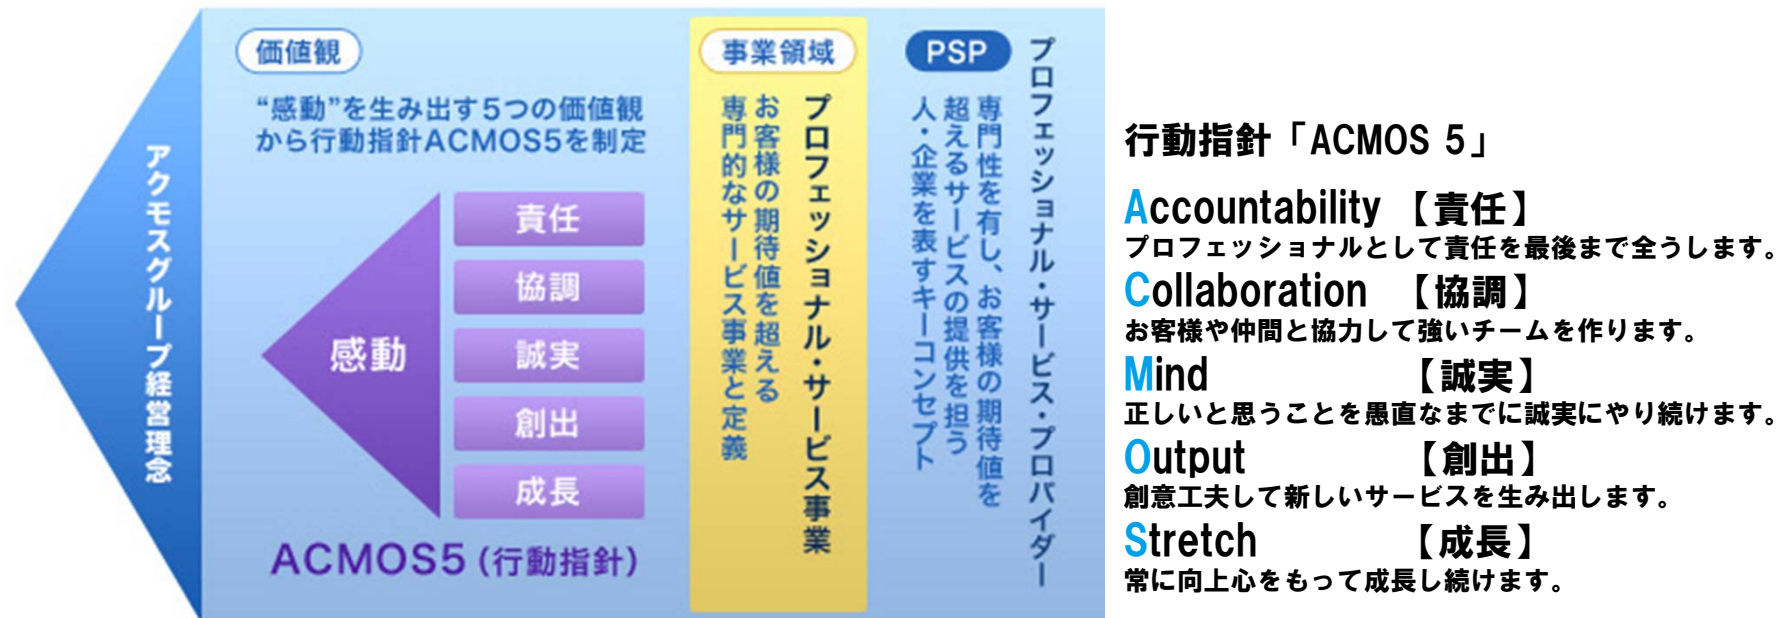 アクモスグループ経営理念
価値観
“感動”を生み出す5つの価値観
から行動指針ACMOS5を制定
感動
責任
協調
誠実
創出
成長
ACMOS5（行動指針）
事業領域
プロフェッショナル・サービス事業
お客様の期待値を超える
専門的なサービス事業と定義
PSP
プロフェッショナル・サービス・プロバイダー
専門性を有し、お客様の期待値を
超えるサービスの提供を担う
人・企業を表すキーコンセプト
行動指針「ACMOS 5」
Accountability 【責任】
プロフェッショナルとして責任を最後まで全うします。
Collaboration 【協調】
お客様や仲間と協力して強いチームを作ります。
Mind 【誠実】
正しいと思うことを愚直なまでに誠実にやり続けます。
Output 【創出】
創意工夫して新しいサービスを生み出します。
Stretch 【成長】
常に向上心をもって成長し続けます。